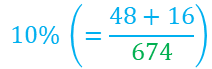 10% (= 48 + 16 / 674)